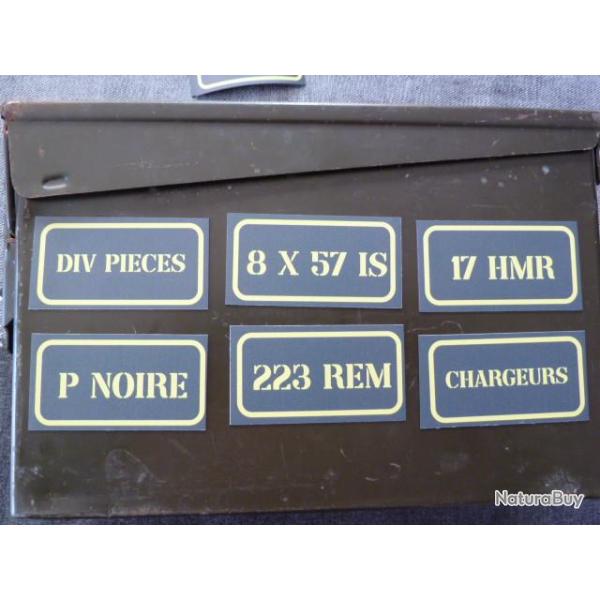 DIV PIECES
8 X 57 IS
17 HMR
P NOIRE
223 REM
CHARGEURS
NaturaBuy